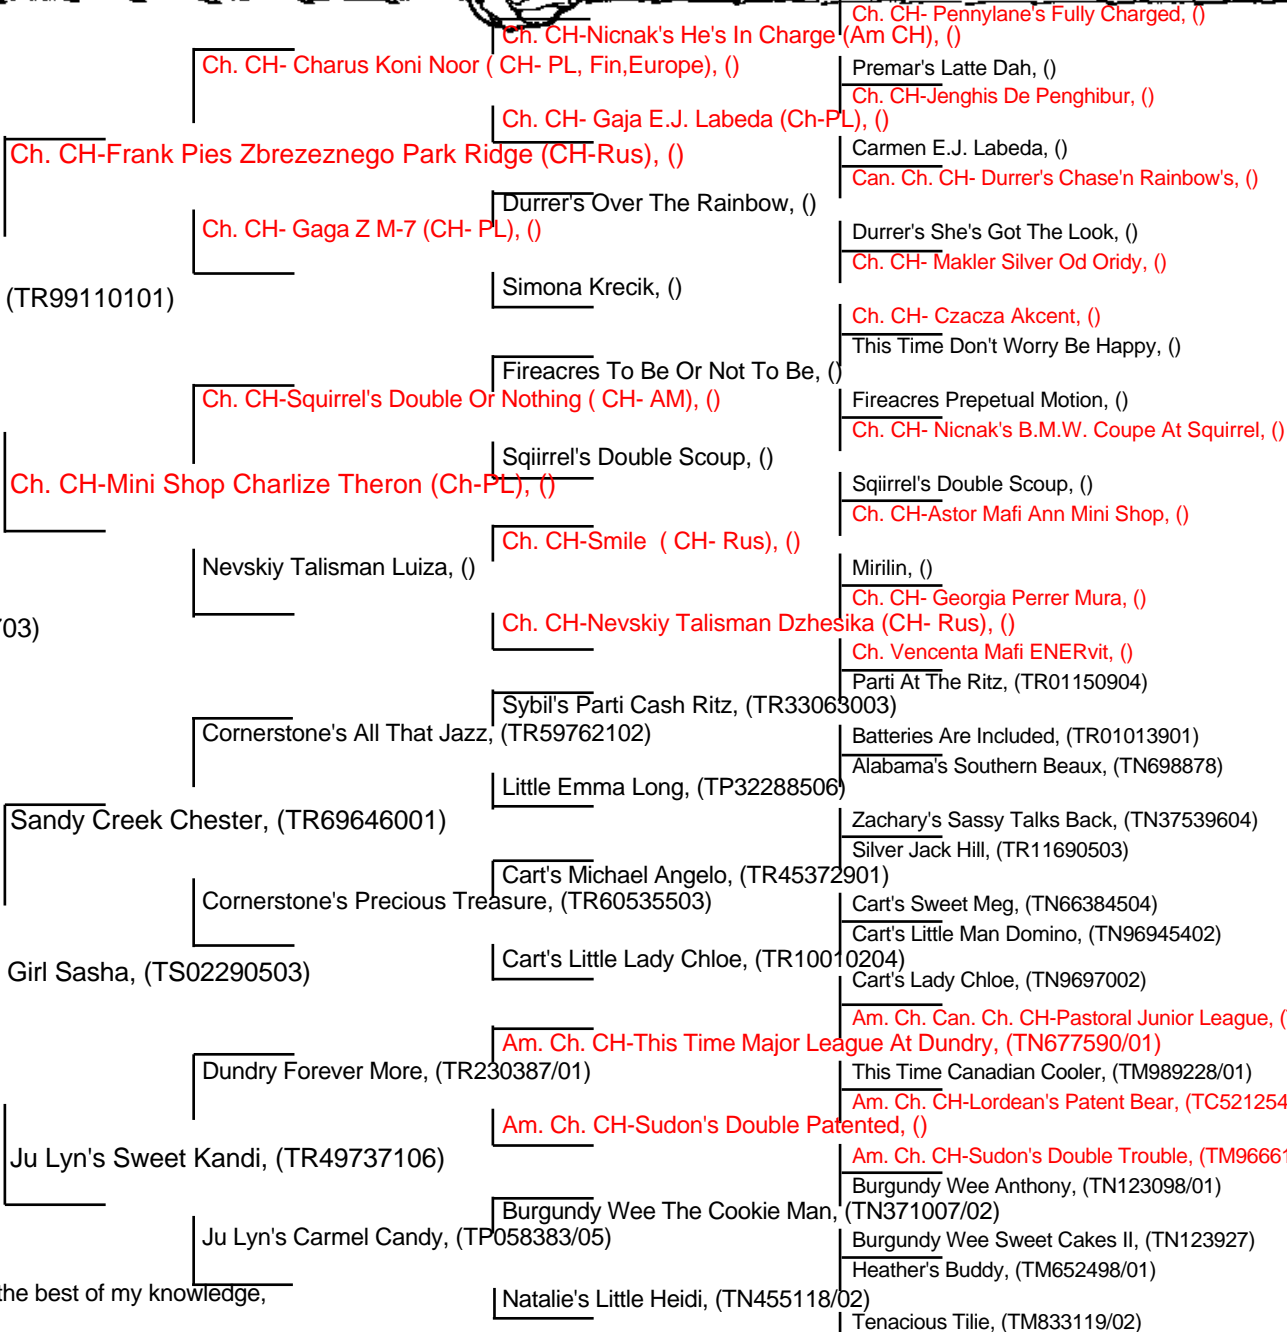 Ch. CH- Pennylane's Fully Charged, ()
Ch. CH-Nicnak's He's In Charge (Am CH), ()
Ch. CH- Charus Koni Noor ( CH- PL, Fin,Europe), ()
Premar's Latte Dah, ()
Ch. CH-Jenghis De Penghibur, ()
Ch. CH- Gaja E.J. Labeda (Ch-PL), ()
Carmen E.J. Labeda, ()
Ch. CH-Frank Pies Zbrezeznego Park Ridge (CH-Rus), ()
Can. Ch. CH- Durrer's Chase'n Rainbow's, ()
Durrer's Over The Rainbow, ()
Ch. CH- Gaga Z M-7 (CH- PL), ()
Durrer's She's Got The Look, ()
Ch. CH- Makler Silver Od Oridy, ()
Simona Krecik, ()
(TR99110101)
Ch. CH- Czacza Akcent, ()
This Time Don't Worry Be Happy, ()
Fireacres To Be Or Not To Be, ()
Ch. CH-Squirrel's Double Or Nothing ( CH- AM), ()
Fireacres Prepetual Motion, ()
Ch. CH- Nicnak's B.M.W. Coupe At Squirrel, ()
Sqiirrel's Double Scoup, ()
Ch. CH-Mini Shop Charlize Theron (Ch-PL), ()
Sqiirrel's Double Scoup, ()
Ch. CH-Astor Mafi Ann Mini Shop, ()
Ch. CH-Smile  ( CH- Rus), ()
Nevskiy Talisman Luiza, ()
Mirilin, ()
Ch. CH- Georgia Perrer Mura, ()
Ch. CH-Nevskiy Talisman Dzhesika (CH- Rus), ()
03)
Ch. Vencenta Mafi ENERvit, ()
Parti At The Ritz, (TR01150904)
Sybil's Parti Cash Ritz, (TR33063003)
Cornerstone's All That Jazz, (TR59762102)
Batteries Are Included, (TR01013901)
Alabama's Southern Beaux, (TN698878)
Little Emma Long, (TP32288506)
Sandy Creek Chester, (TR69646001)
Zachary's Sassy Talks Back, (TN37539604)
Silver Jack Hill, (TR11690503)
Cart's Michael Angelo, (TR45372901)
Cornerstone's Precious Treasure, (TR60535503)
Cart's Sweet Meg, (TN66384504)
Cart's Little Man Domino, (TN96945402)
Cart's Little Lady Chloe, (TR10010204)
Girl Sasha, (TS02290503)
Cart's Lady Chloe, (TN9697002)
Am. Ch. Can. Ch. CH-Pastoral Junior League, (
Am. Ch. CH-This Time Major League At Dundry, (TN677590/01)
Dundry Forever More, (TR230387/01)
This Time Canadian Cooler, (TM989228/01)
Am. Ch. CH-Lordean's Patent Bear, (TC521254
Am. Ch. CH-Sudon's Double Patented, ()
Ju Lyn's Sweet Kandi, (TR49737106)
Am. Ch. CH-Sudon's Double Trouble, (TM96661
Burgundy Wee Anthony, (TN123098/01)
Burgundy Wee The Cookie Man, (TN371007/02)
Ju Lyn's Carmel Candy, (TP058383/05)
Burgundy Wee Sweet Cakes II, (TN123927)
Heather's Buddy, (TM652498/01)
the best of my knowledge,
Natalie's Little Heidi, (TN455118/02)
Tenacious Tilie, (TM833119/02)